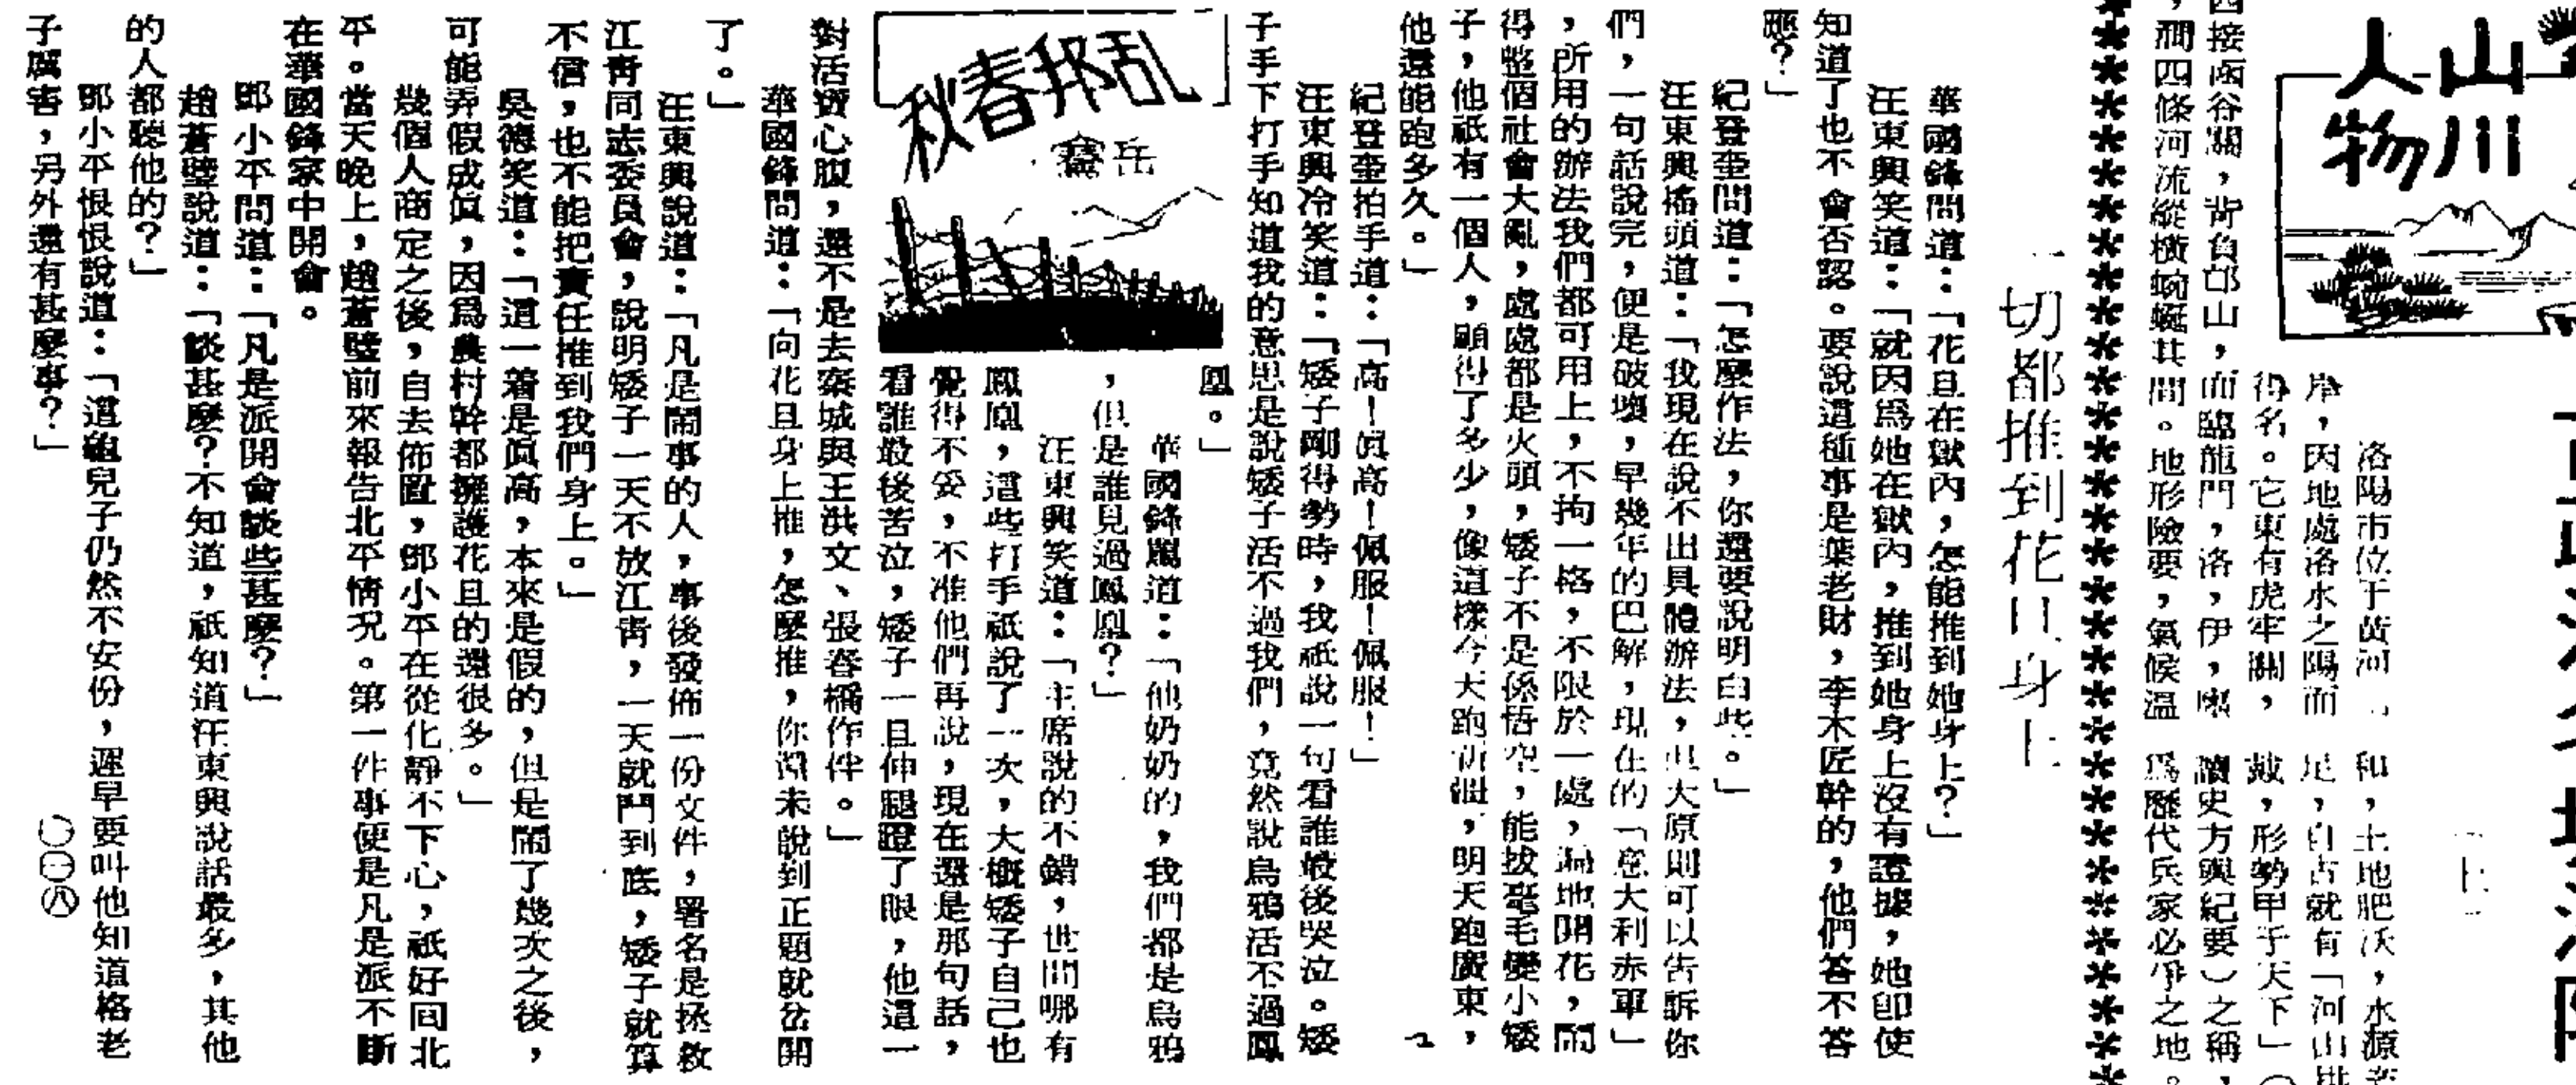 山川
人物
洛陽市位于黃河
岸，因地處洛水之陽而
得名。它東有虎牢關，
西接函谷關，背負邙山，而臨龍門，洛，伊，
，澗四條河流縱橫蜿蜒其間。地形險要，氣候溫
和，土地肥沃，水源
足，自古就有「河山拱
戴，形勢甲乎天下」（
讀史方輿紀要）之稱，
爲歷代兵家必爭之地。
一切都推到花旦身上
華國鋒問道：「花旦在獄內，怎能推到她身上？」
汪東興笑道：「就因爲她在獄內，推到她身上沒有證據，她卽使
知道了也不會否認。要說這種事是葉老財，李木匠幹的，他們答不答
應？」
紀登奎問道：「怎麼作法，你還要說明白些。」
汪東興搖頭道：「我現在說不出具體辦法，但大原則可以告訴你
們，一句話說完，便是破壞，早幾年的巴解，現在的「意大利赤軍」
，所用的辦法我們都可用上，不拘一格，不限於一處，遍地開花，鬧
得整個社會大亂，處處都是火頭，矮子不是孫悟空，能拔毫毛變小矮
子，他祇有一個人，顧得了多少，像這樣今天跑新疆，明天跑廣東，
他還能跑多久。」
紀登奎拍手道：「高！眞高！佩服！佩服！」
汪東興冷笑道：「矮子剛得勢時，我祇說一句看誰最後哭泣。矮
子手下打手知道我的意思是說矮子活不過我們，竟然說烏鴉活不過鳳
凰。」
亂邦春秋
岳騫
華國鋒罵道：「他奶奶的，我們都是烏鴉
，但是誰見過鳳凰？」
汪東興笑道：「主席說的不錯，世間哪有
鳳凰，這些打手祇說了一次，大概矮子自己也
覺得不妥，不准他們再說，現在還是那句話，
看誰最後苦泣，矮子一旦伸腿瞪了眼，他這一
對活寶心腹，還不是去秦城與王洪文、張春橋作伴。」
華國鋒問道：「向花旦身上推，怎麼推，你還未說到正題就岔開
了。」
汪東興說道：「凡是鬧事的人，事後發佈一份文件，署名是拯救
江青同志委員會，說明矮子一天不放江青，一天就鬥到底，矮子就算
不信，也不能把責任推到我們身上。」
吳德笑道：「這一着是眞高，本來是假的，但是鬧了幾次之後，
可能弄假成眞，因爲農村幹都擁護花旦的還很多。」
幾個人商定之後，自去佈置，鄧小平在從化靜不下心，祇好回北
平。當天晚上，趙蒼璧前來報告北平情況。第一件事便是凡是派不斷
在華國鋒家中開會。
鄧小平問道：「凡是派開會談些甚麼？」
趙蒼璧說道：「談甚麼？不知道，祇知道汪東興說話最多，其他
的人都聽他的？」
鄧小平恨恨說道：「這龜兒子仍然不安份，遲早要叫他知道格老
子厲害，另外還有甚麼事？」